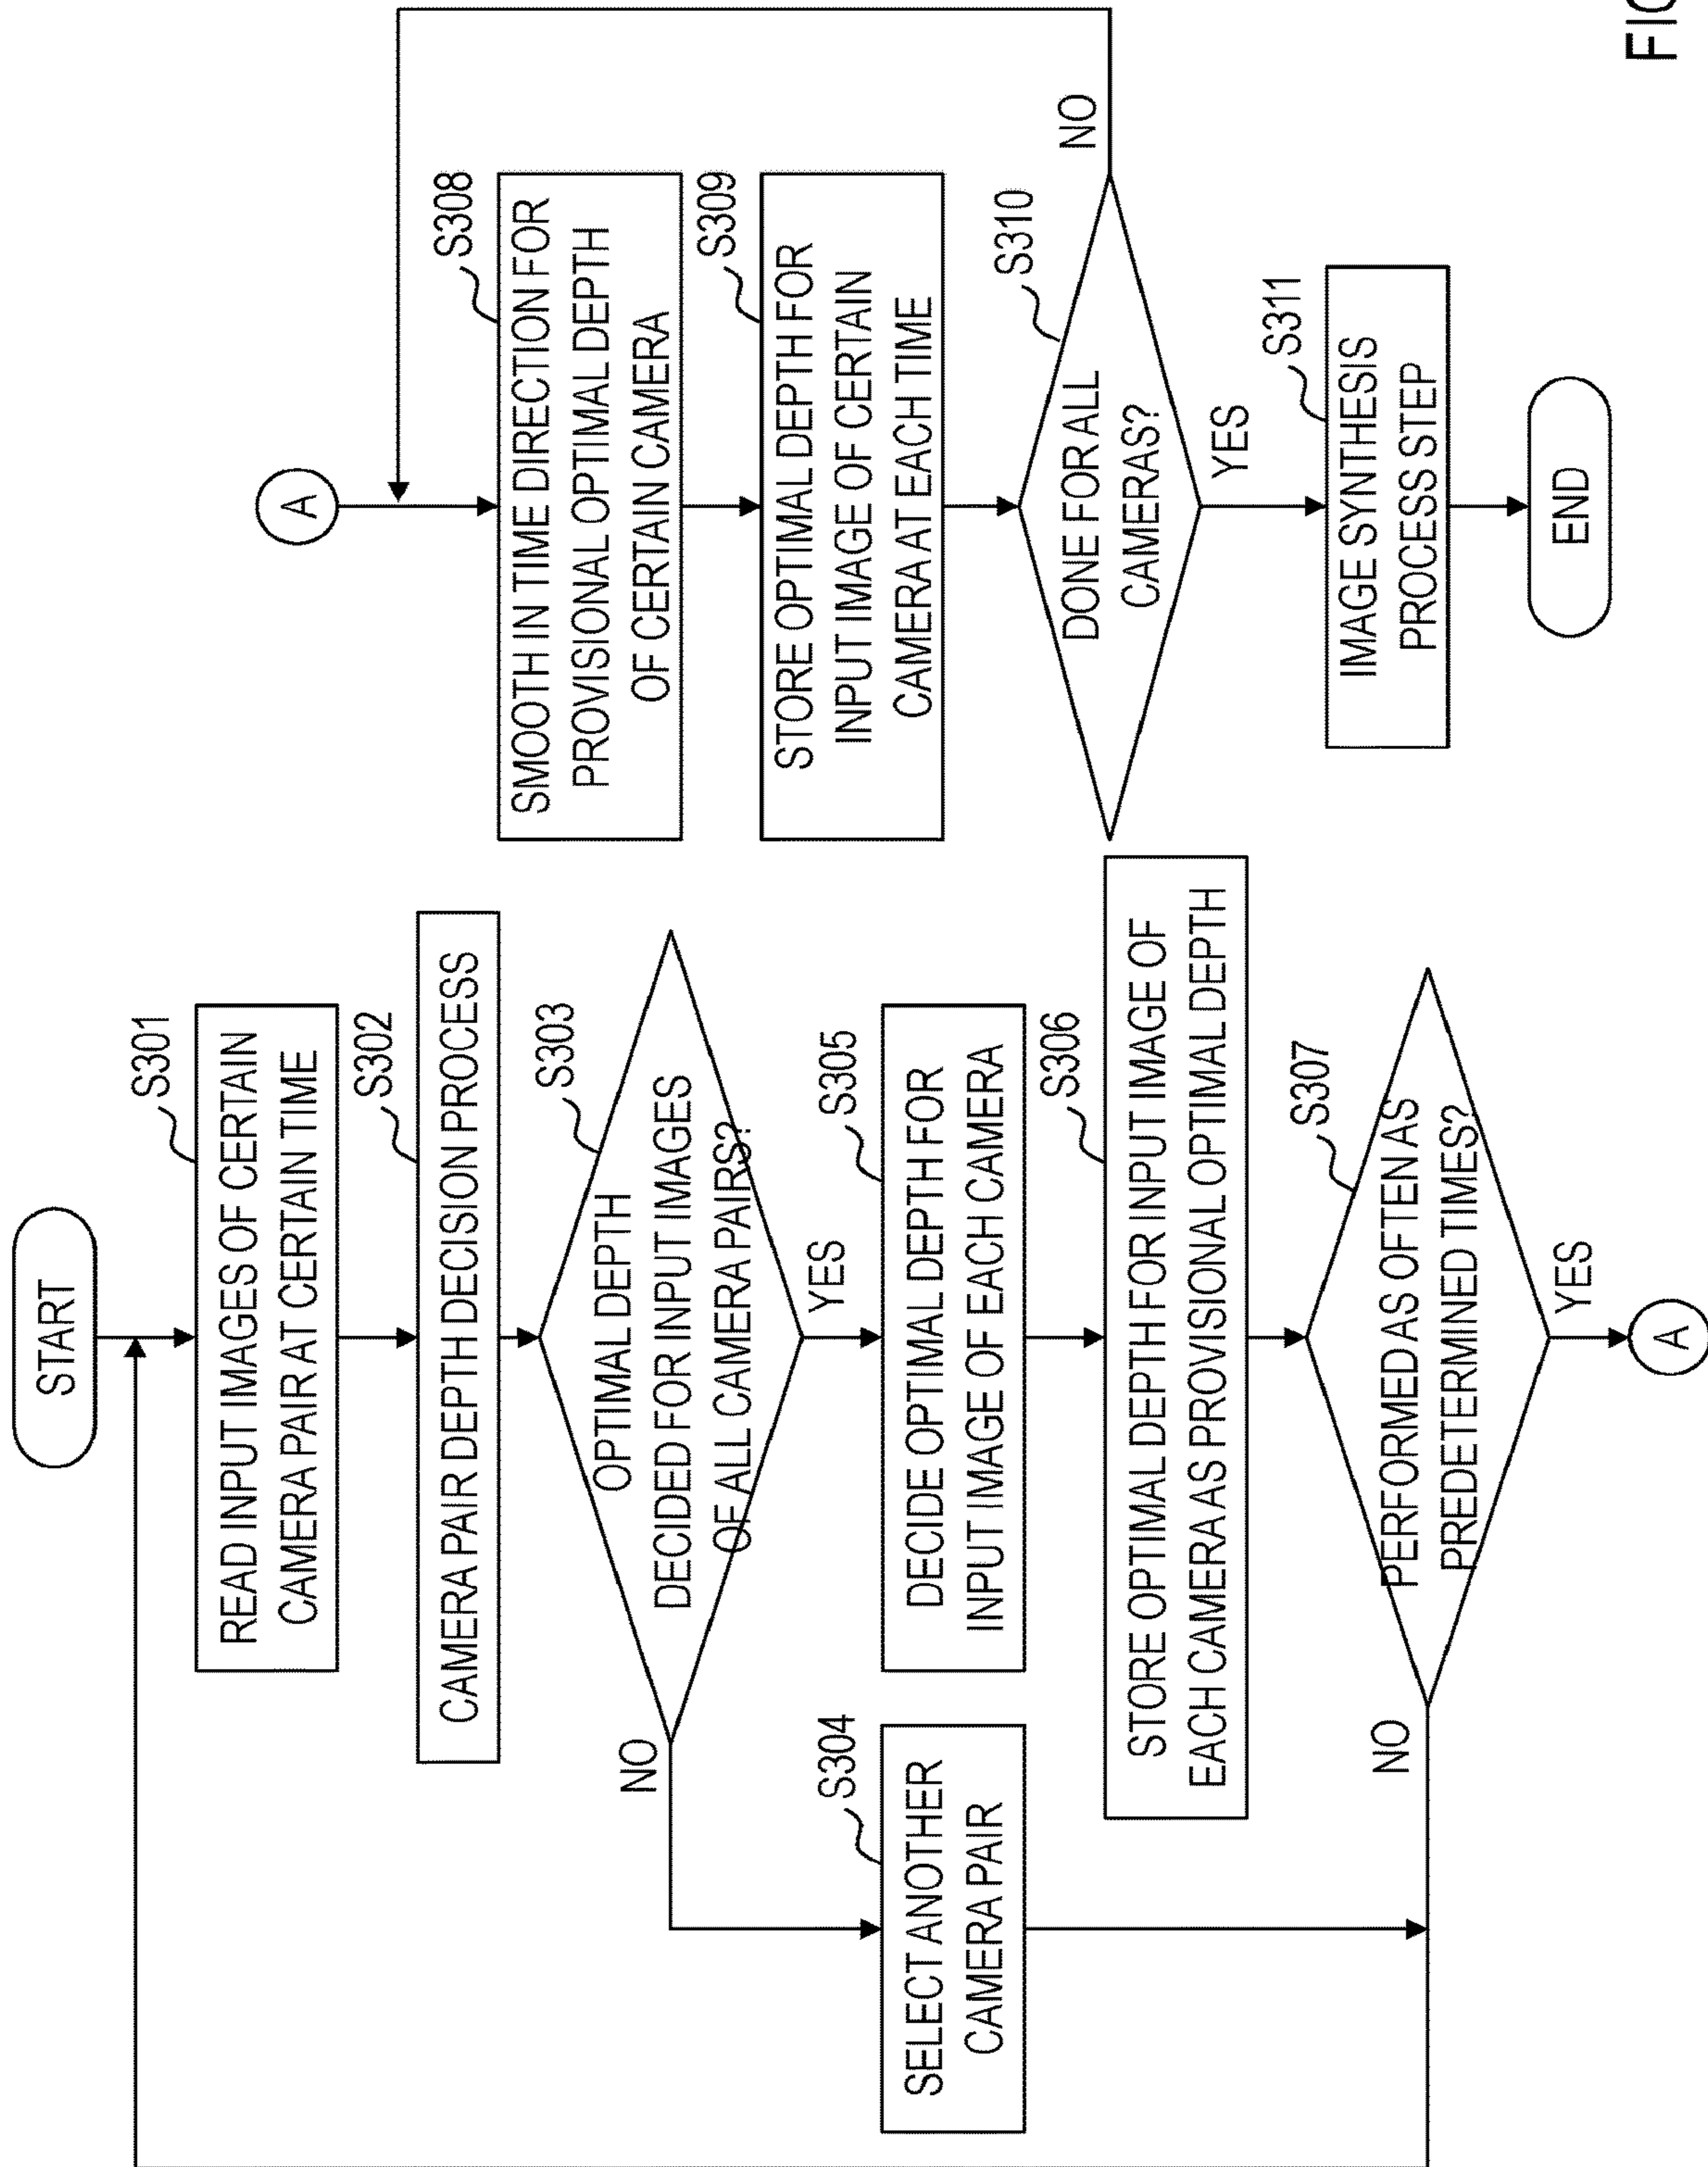 START
S301
READ INPUT IMAGES OF CERTAIN
CAMERA PAIR AT CERTAIN TIME
S302
CAMERA PAIR DEPTH DECISION PROCESS
S303
OPTIMAL DEPTH
DECIDED FOR INPUT IMAGES
OF ALL CAMERA PAIRS?
NO
YES
S304
SELECT ANOTHER
CAMERA PAIR
S305
DECIDE OPTIMAL DEPTH FOR
INPUT IMAGE OF EACH CAMERA
S306
STORE OPTIMAL DEPTH FOR INPUT IMAGE OF
EACH CAMERA AS PROVISIONAL OPTIMAL DEPTH
S307
PERFORMED AS OFTEN AS
PREDETERMINED TIMES?
NO
YES
A
A
S308
SMOOTH IN TIME DIRECTION FOR
PROVISIONAL OPTIMAL DEPTH
OF CERTAIN CAMERA
S309
STORE OPTIMAL DEPTH FOR
INPUT IMAGE OF CERTAIN
CAMERA AT EACH TIME
S310
DONE FOR ALL
CAMERAS?
NO
YES
S311
IMAGE SYNTHESIS
PROCESS STEP
END